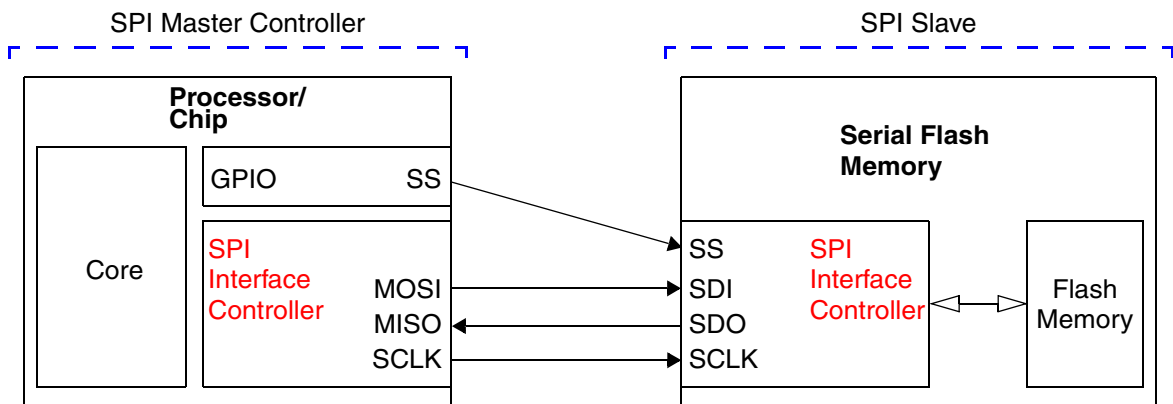 SPI Master Controller
SPI Slave
Processor/
Chip
Serial Flash
Memory
GPIO SS
Core
SPI
Interface
Controller
MOSI
MISO
SCLK
SS
SDI
SDO
SCLK
SPI
Interface
Controller
Flash
Memory